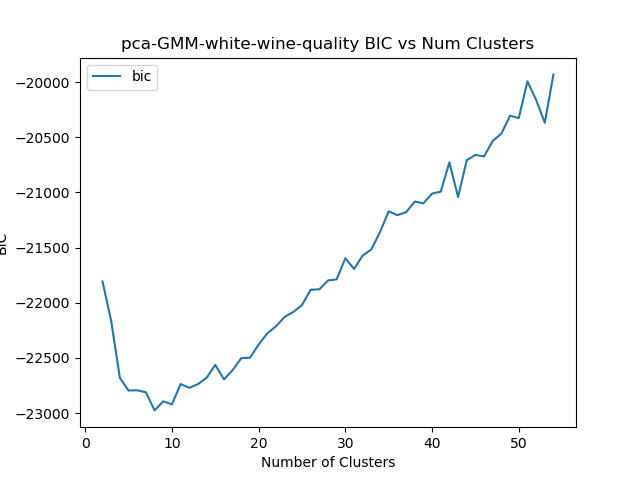 pca-GMM-white-wine-quality BIC vs Num Clusters
bic
−20000
−20500
−21000
−21500
−22000
−22500
−23000
BIC
0 10 20 30 40 50
Number of Clusters